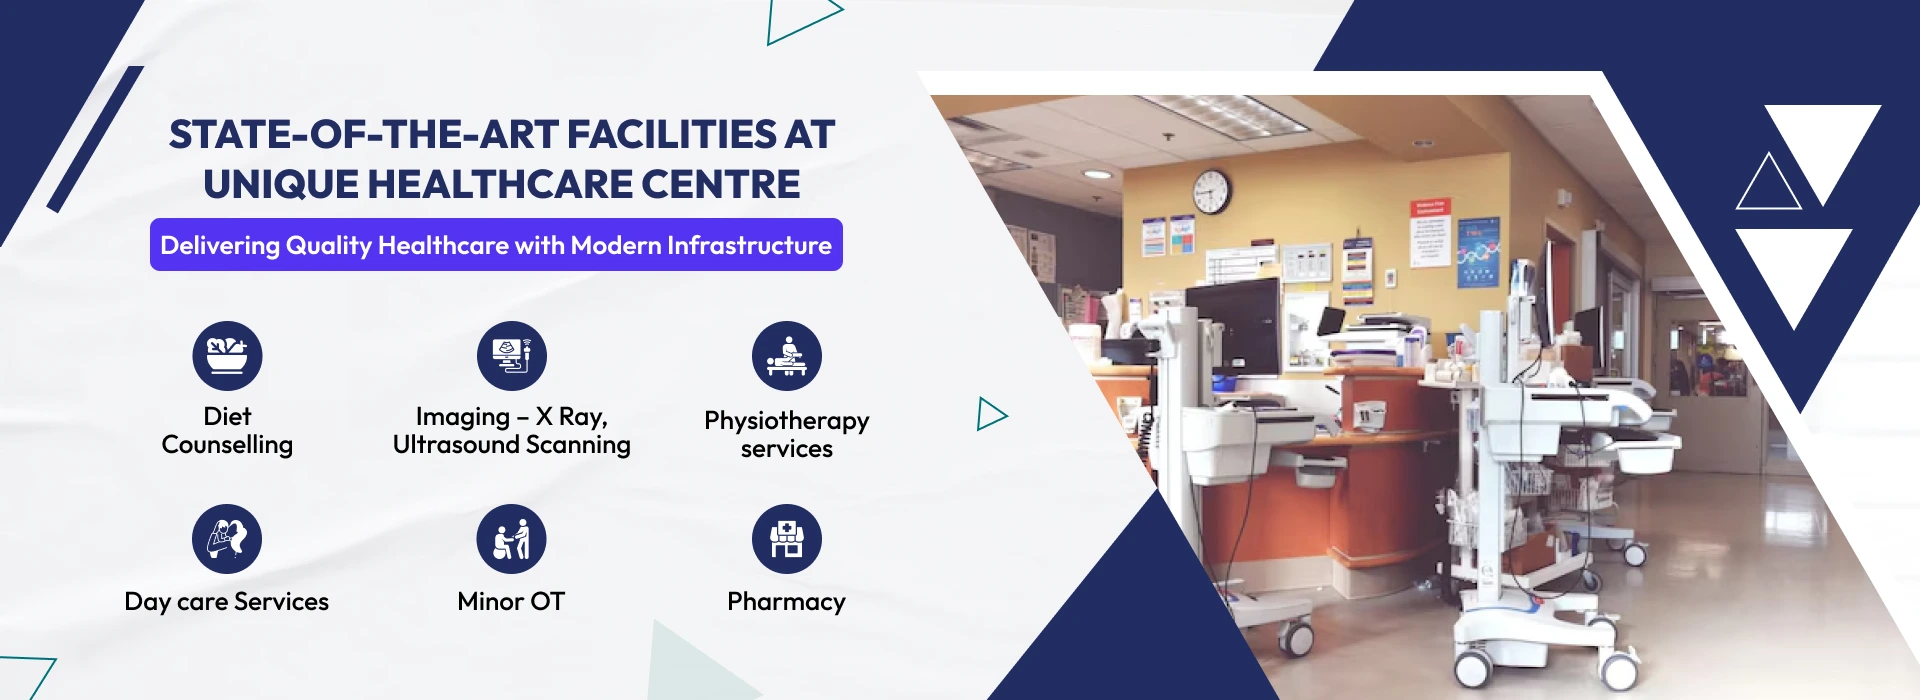 STATE-OF-THE-ART FACILITIES AT
UNIQUE HEALTHCARE CENTRE
Delivering Quality Healthcare with Modern Infrastructure
Diet
Counselling
Imaging – X Ray,
Ultrasound Scanning
Physiotherapy
services
Day care Services
Minor OT
Pharmacy